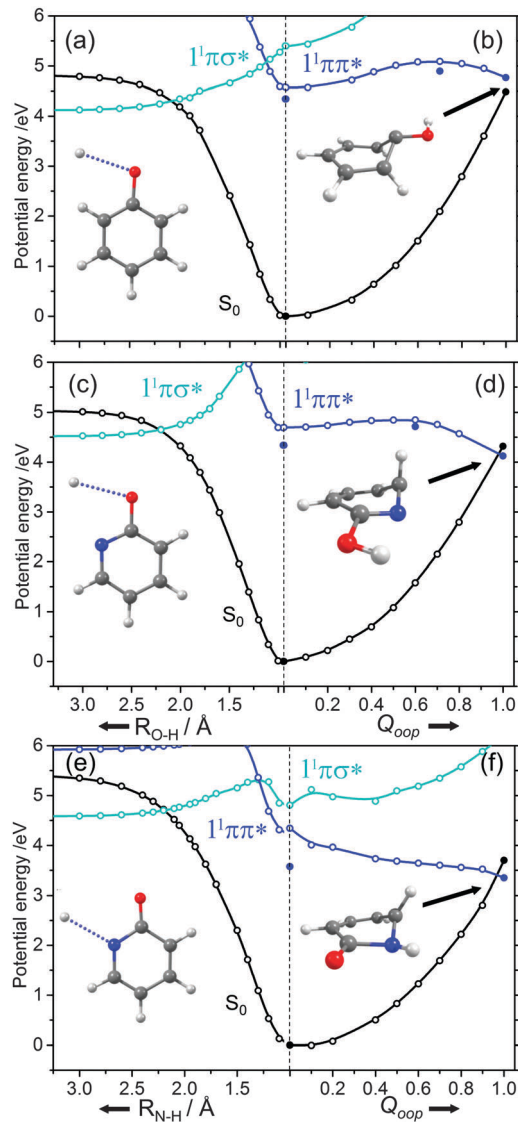 (a)
(b)
1¹πσ*
1¹ππ*
S₀
Potential energy /eV
6
5
4
3
2
1
0
(c)
(d)
1¹πσ*
1¹ππ*
S₀
Potential energy /eV
6
5
4
3
2
1
0
3.0 2.5 2.0 1.5 0.2 0.4 0.6 0.8 1.0
R_O-H / Å
Q_oop
(e)
(f)
1¹πσ*
1¹ππ*
S₀
Potential energy /eV
6
5
4
3
2
1
0
3.0 2.5 2.0 1.5 0.2 0.4 0.6 0.8 1.0
R_N-H / Å
Q_oop